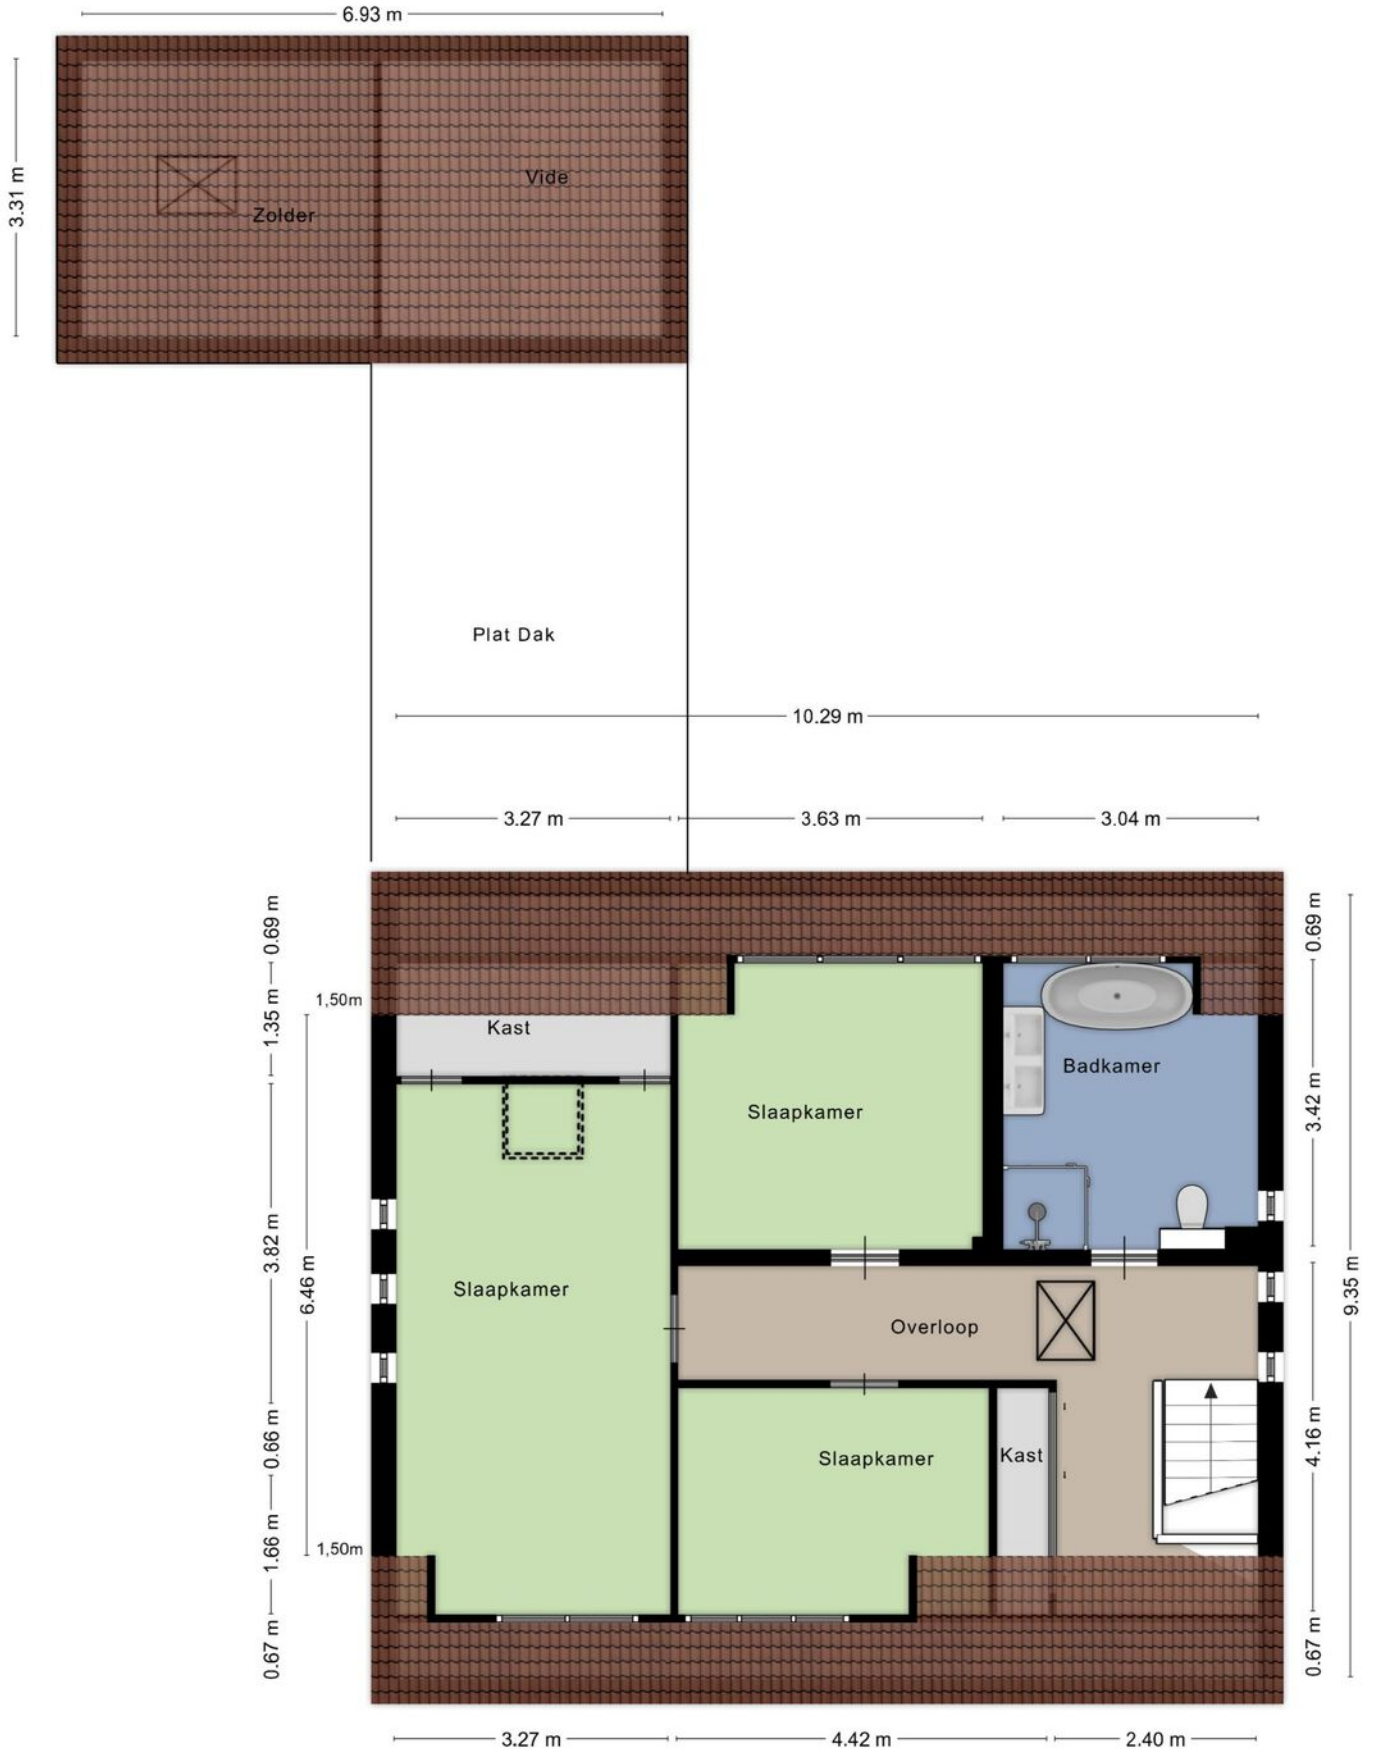 6.93 m
3.31 m
Vide
Zolder
Plat Dak
10.29 m
3.27 m
3.63 m
3.04 m
0.69 m
0.69 m
1,50m
1.35 m
Kast
Badkamer
3.42 m
Slaapkamer
3.82 m
6.46 m
Slaapkamer
9.35 m
Overloop
0.66 m
4.16 m
Slaapkamer
Kast
1.66 m
1,50m
0.67 m
0.67 m
3.27 m
4.42 m
2.40 m